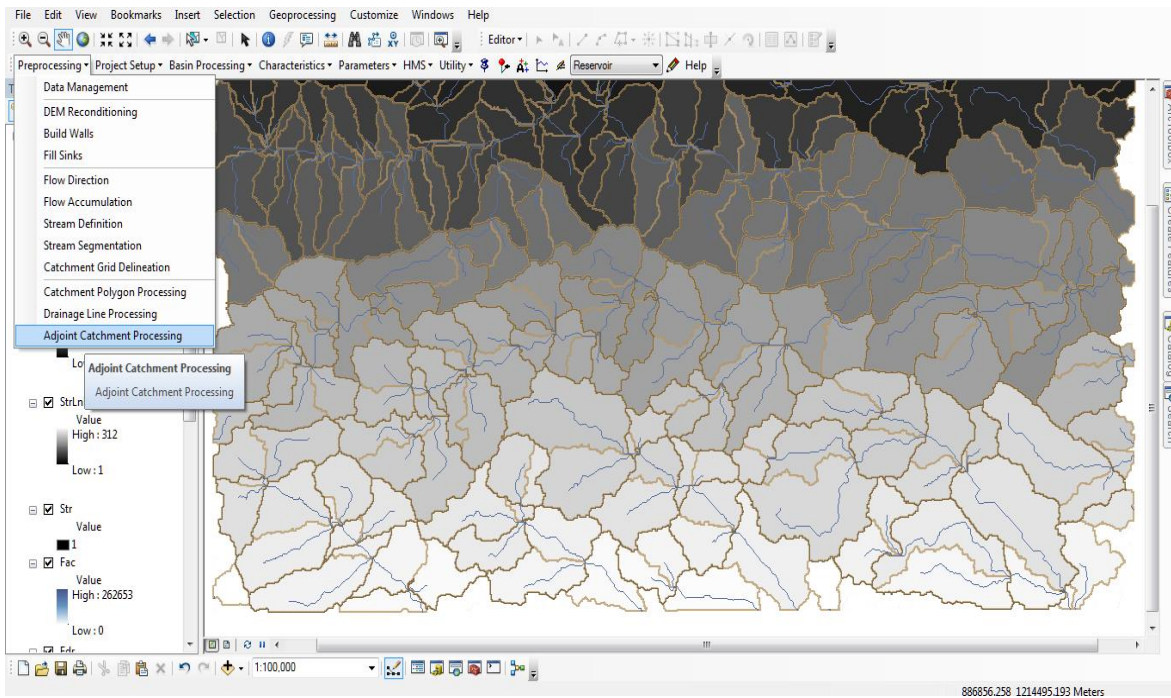 File Edit View Bookmarks Insert Selection Geoprocessing Customize Windows Help
Editor
Preprocessing Project Setup Basin Processing Characteristics Parameters HMS Utility Reservoir Help
Data Management
DEM Reconditioning
Build Walls
Fill Sinks
Flow Direction
Flow Accumulation
Stream Definition
Stream Segmentation
Catchment Grid Delineation
Catchment Polygon Processing
Drainage Line Processing
Adjoint Catchment Processing
Adjoint Catchment Processing
Adjoint Catchment Processing
StrLn
Value
High : 312
Low : 1
Str
Value
1
Fac
Value
High : 262653
Low : 0
1:100,000
886856.258 1214495.193 Meters